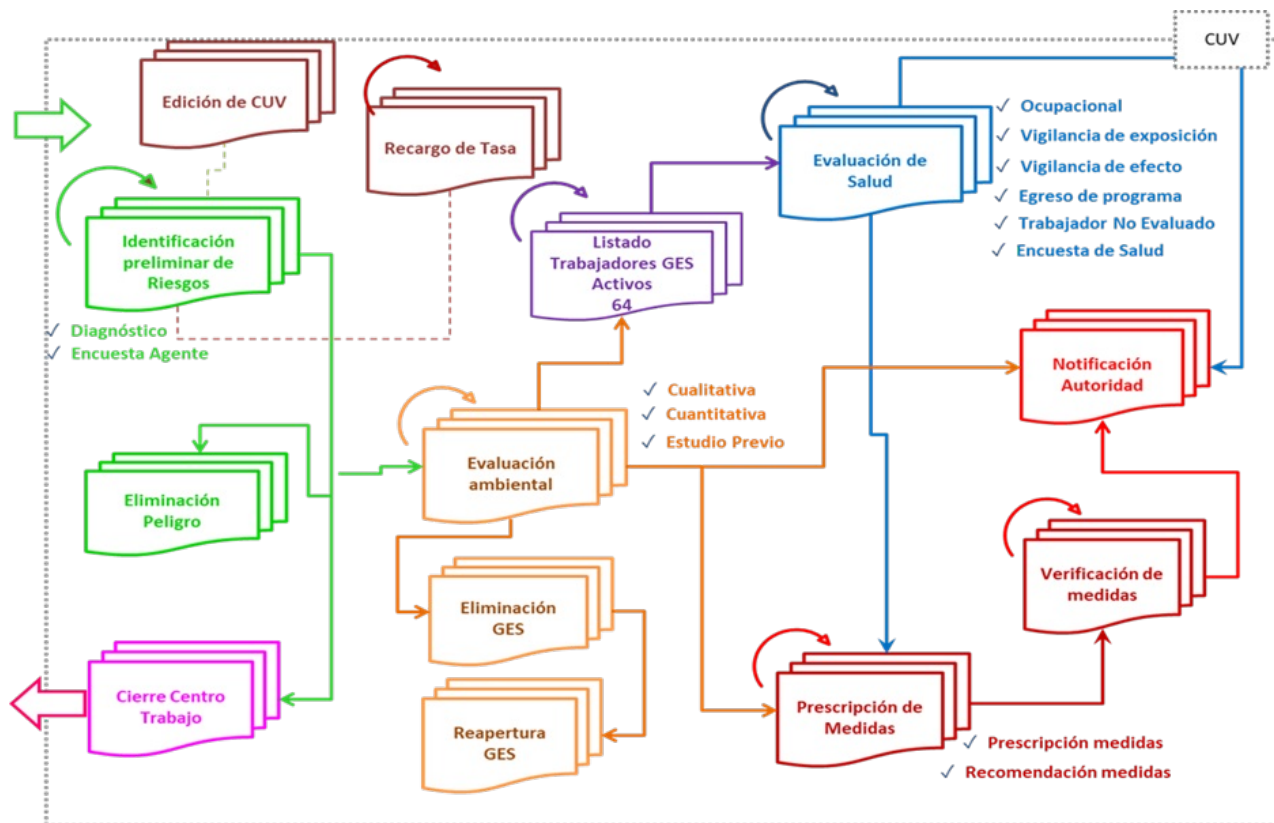 CUV
Edición de CUV
Recargo de Tasa
Evaluación de
Salud
✓ Ocupacional
✓ Vigilancia de exposición
✓ Vigilancia de efecto
✓ Egreso de programa
✓ Trabajador No Evaluado
✓ Encuesta de Salud
Identificación
preliminar de
Riesgos
✓ Diagnóstico
✓ Encuesta Agente
Listado
Trabajadores GES
Activos
64
Notificación
Autoridad
✓ Cualitativa
✓ Cuantitativa
✓ Estudio Previo
Evaluación
ambiental
Eliminación
Peligro
Verificación de
medidas
Eliminación
GES
Cierre Centro
Trabajo
Reapertura
GES
Prescripción de
Medidas
✓ Prescripción medidas
✓ Recomendación medidas